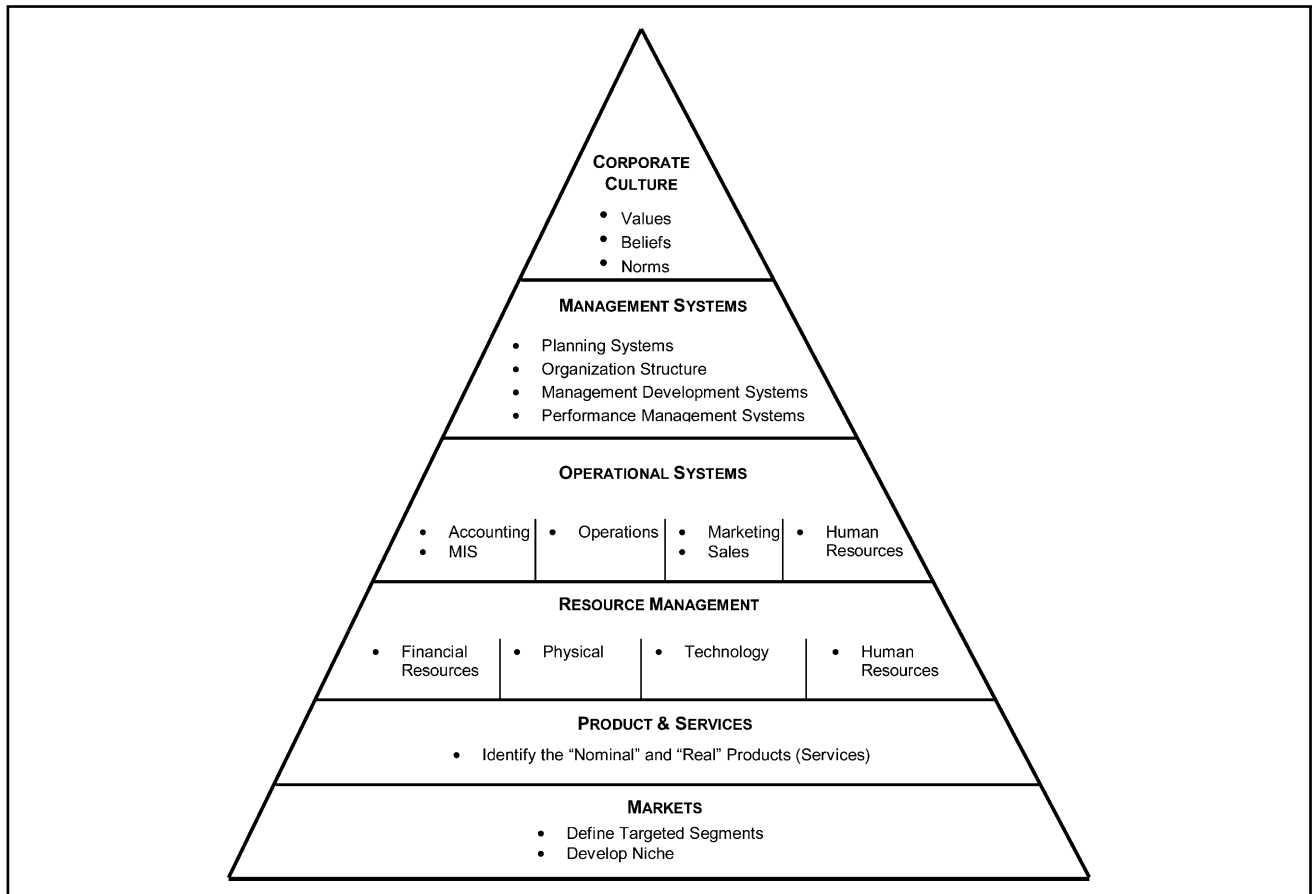 CORPORATE
CULTURE
• Values
• Beliefs
• Norms
MANAGEMENT SYSTEMS
• Planning Systems
• Organization Structure
• Management Development Systems
• Performance Management Systems
OPERATIONAL SYSTEMS
• Accounting
• MIS
• Operations
• Marketing
• Sales
• Human
Resources
RESOURCE MANAGEMENT
• Financial
Resources
• Physical
• Technology
• Human
Resources
PRODUCT & SERVICES
• Identify the “Nominal” and “Real” Products (Services)
MARKETS
• Define Targeted Segments
• Develop Niche